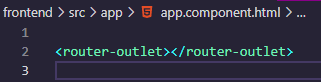 frontend > src > app > app.component.html > ...
1
2 <router-outlet></router-outlet>
3